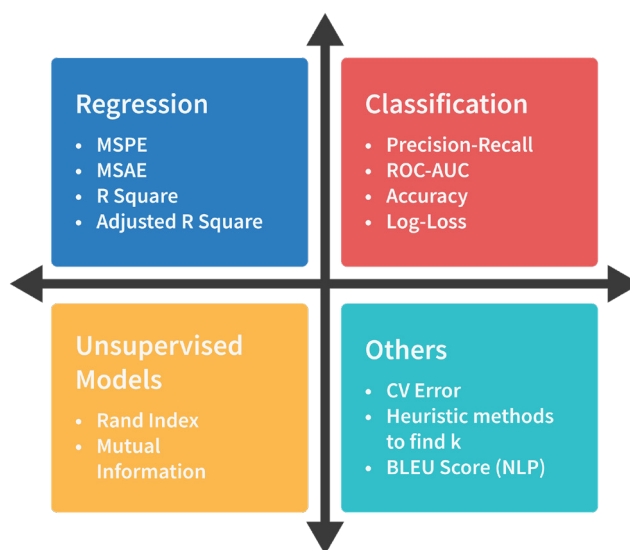 Regression
• MSPE
• MSAE
• R Square
• Adjusted R Square
Classification
• Precision-Recall
• ROC-AUC
• Accuracy
• Log-Loss
Unsupervised
Models
• Rand Index
• Mutual
Information
Others
• CV Error
• Heuristic methods
to find k
• BLEU Score (NLP)